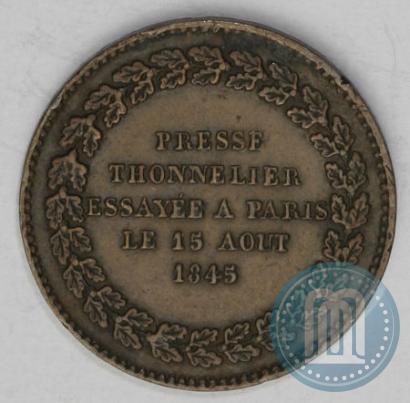 PRESSE
THONNELIER
ESSAYÉE A PARIS
LE 15 AOUT
1845
M